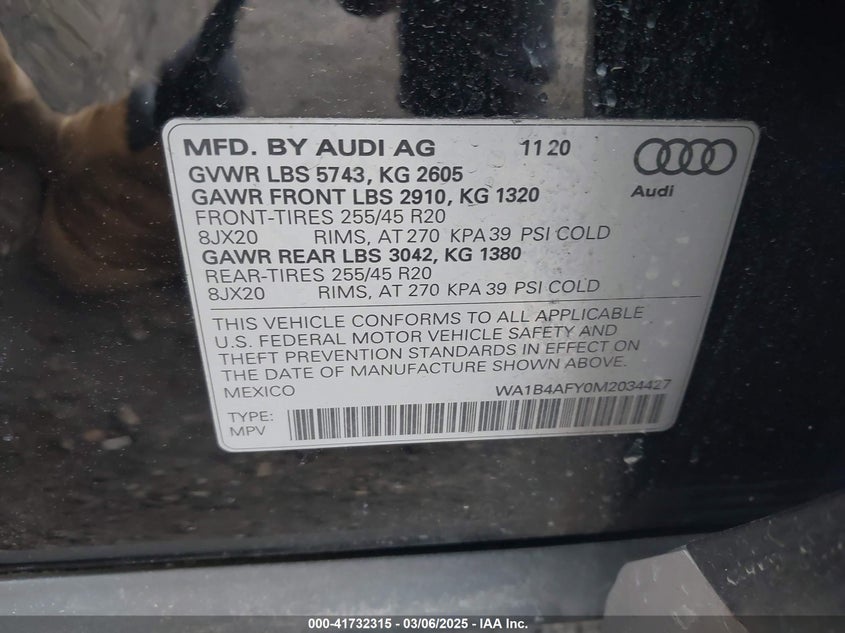 MFD. BY AUDI AG 11 20
Audi
GVWR LBS 5743, KG 2605
GAWR FRONT LBS 2910, KG 1320
FRONT-TIRES 255/45 R20
8JX20 RIMS, AT 270 KPA 39 PSI COLD
GAWR REAR LBS 3042, KG 1380
REAR-TIRES 255/45 R20
8JX20 RIMS, AT 270 KPA 39 PSI COLD
THIS VEHICLE CONFORMS TO ALL APPLICABLE
U.S. FEDERAL MOTOR VEHICLE SAFETY AND
THEFT PREVENTION STANDARDS IN EFFECT ON
THE DATE OF MANUFACTURE SHOWN ABOVE.
MEXICO WA1B4AFY0M2034427
TYPE:
MPV
000-41732315 - 03/06/2025 - IAA Inc.